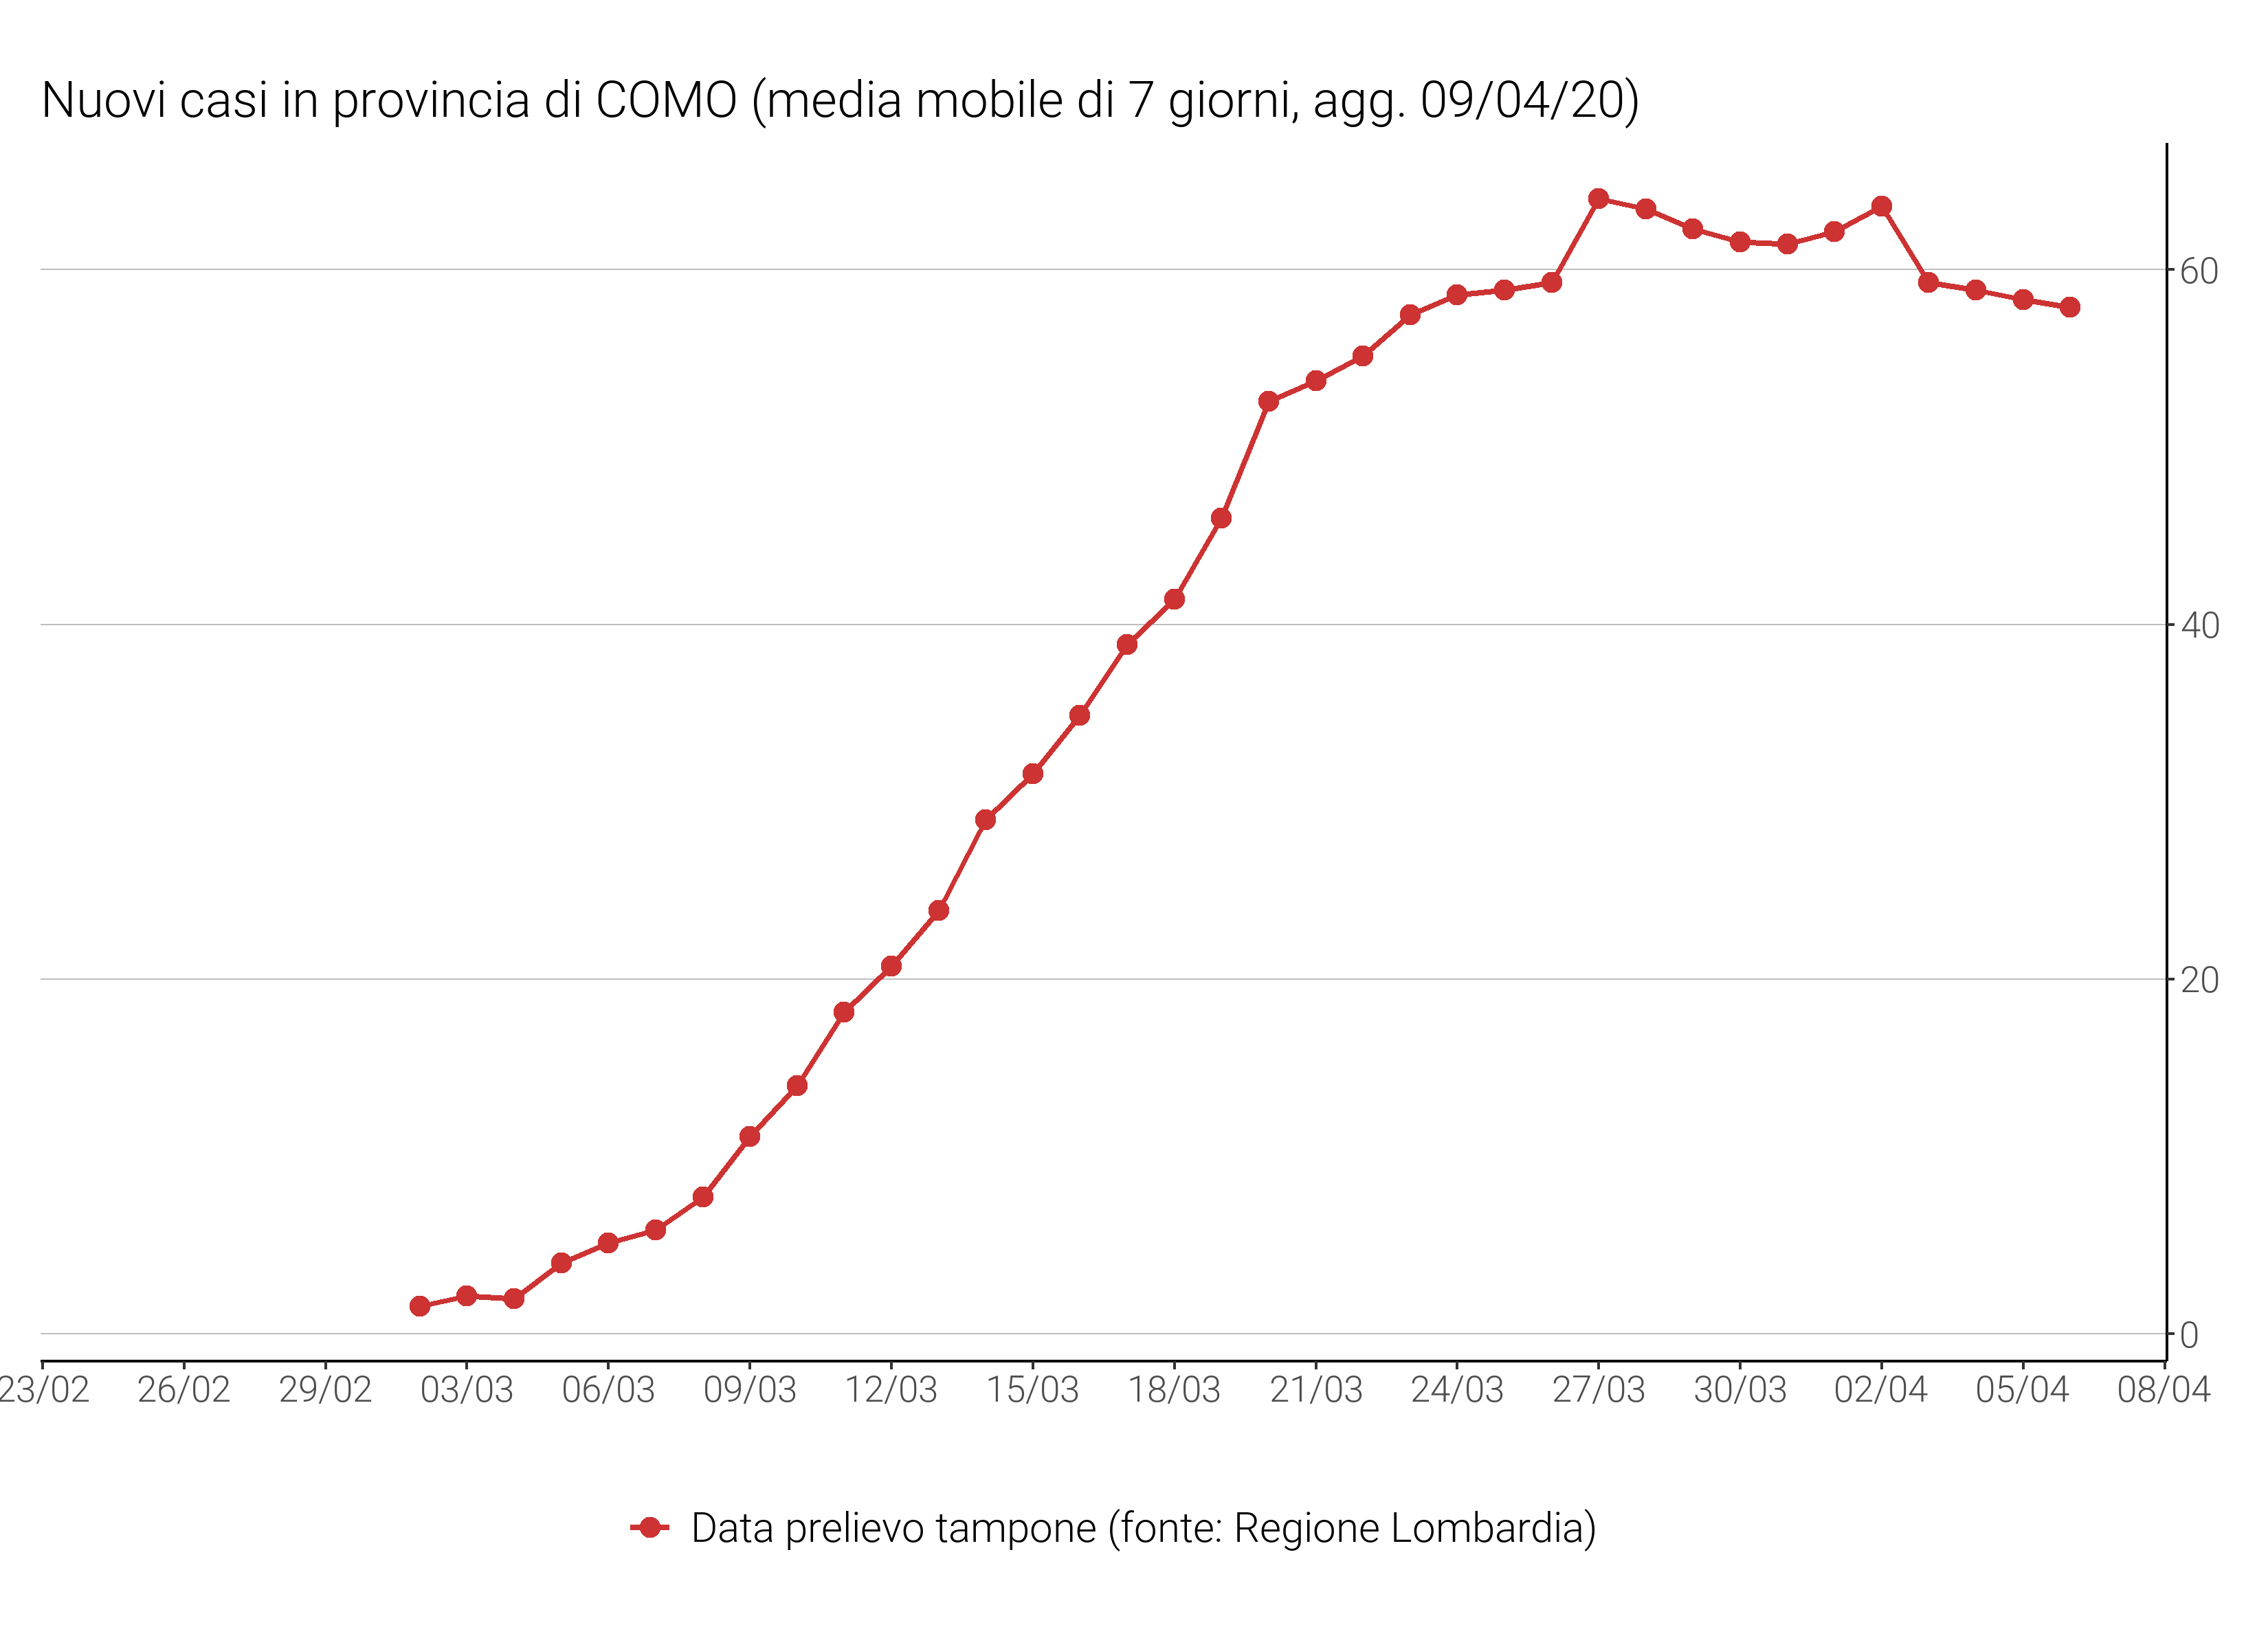 Nuovi casi in provincia di COMO (media mobile di 7 giorni, agg. 09/04/20)
60
40
20
0
23/02 26/02 29/02 03/03 06/03 09/03 12/03 15/03 18/03 21/03 24/03 27/03 30/03 02/04 05/04 08/04
Data prelievo tampone (fonte: Regione Lombardia)